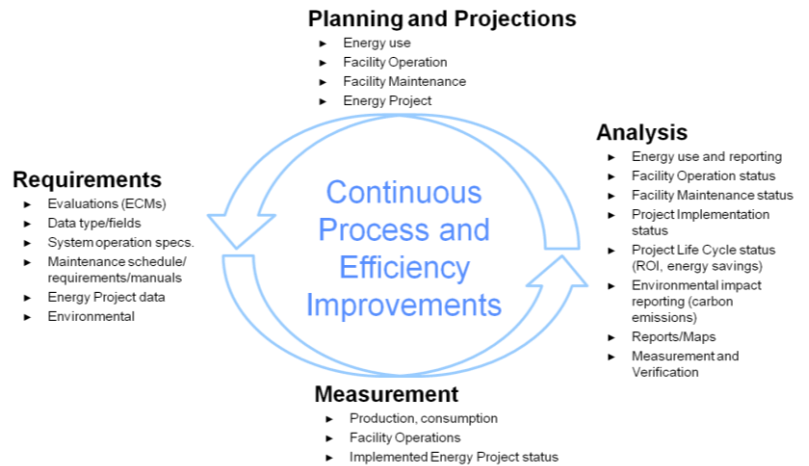 Planning and Projections
► Energy use
► Facility Operation
► Facility Maintenance
► Energy Project
Analysis
► Energy use and reporting
► Facility Operation status
► Facility Maintenance status
► Project Implementation
status
► Project Life Cycle status
(ROI, energy savings)
► Environmental impact
reporting (carbon
emissions)
► Reports/Maps
► Measurement and
Verification
Requirements
► Evaluations (ECMs)
► Data type/fields
► System operation specs.
► Maintenance schedule/
requirements/manuals
► Energy Project data
► Environmental
Continuous
Process and
Efficiency
Improvements
Measurement
► Production, consumption
► Facility Operations
► Implemented Energy Project status